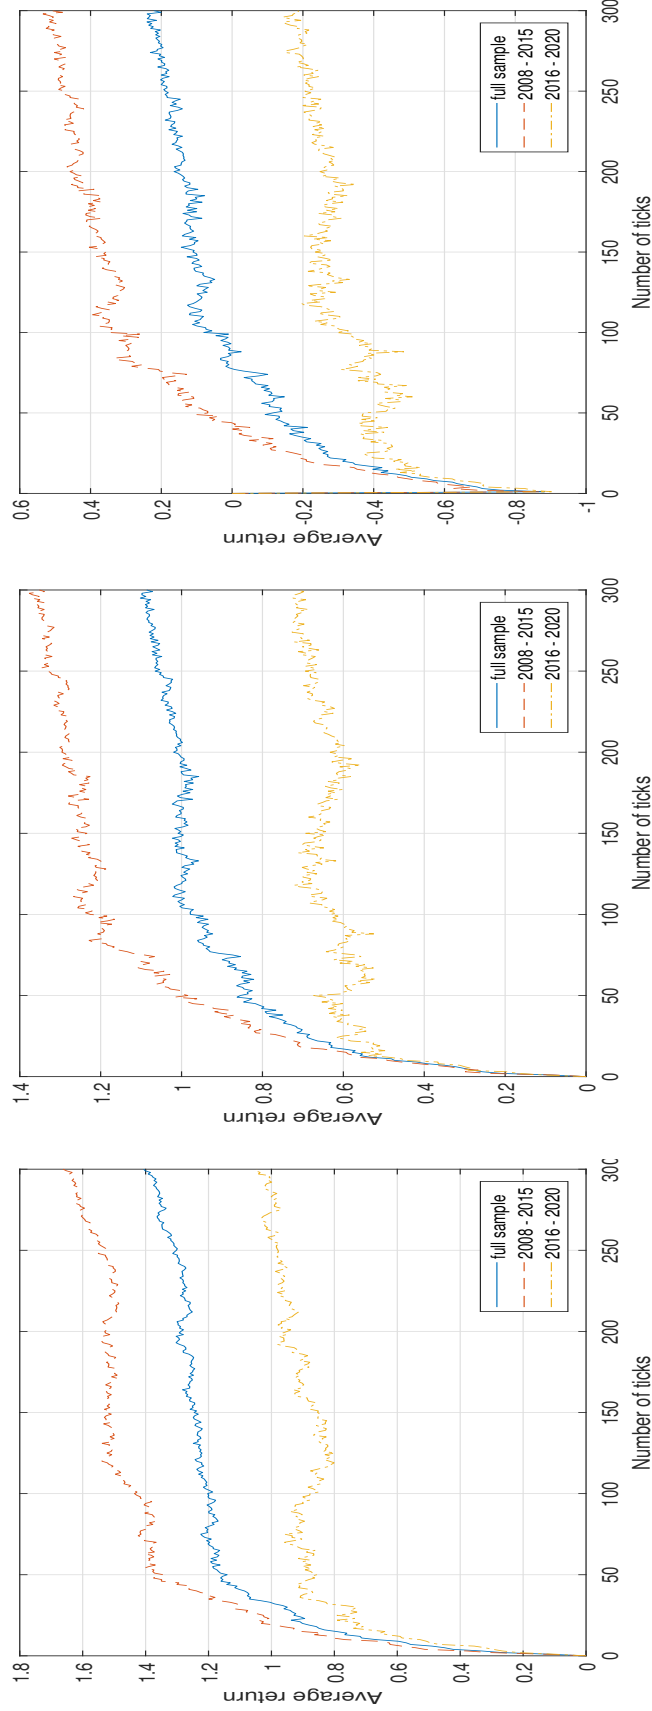 1.8
1.6
1.4
1.2
1
0.8
0.6
0.4
0.2
0
Average return
0 50 100 150 200 250 300
Number of ticks
full sample
2008 - 2015
2016 - 2020
1.4
1.2
1
0.8
0.6
0.4
0.2
0
Average return
0 50 100 150 200 250 300
Number of ticks
full sample
2008 - 2015
2016 - 2020
0.6
0.4
0.2
0
-0.2
-0.4
-0.6
-0.8
-1
Average return
0 50 100 150 200 250 300
Number of ticks
full sample
2008 - 2015
2016 - 2020